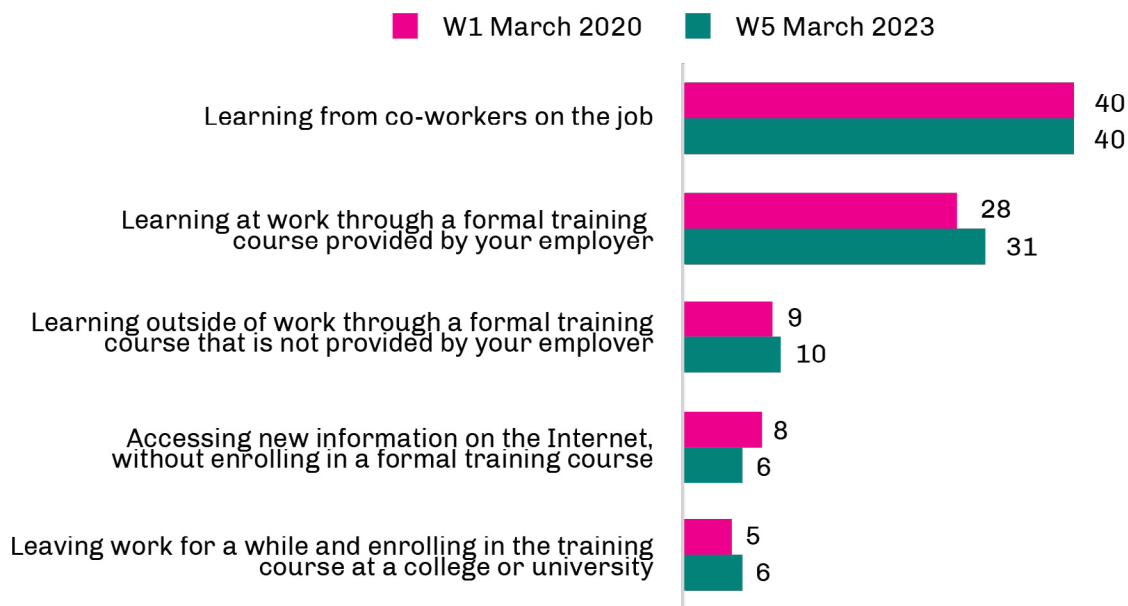 W1 March 2020 W5 March 2023
Learning from co-workers on the job
40
40
Learning at work through a formal training
course provided by your employer
28
31
Learning outside of work through a formal training
course that is not provided by your emplover
9
10
Accessing new information on the Internet,
without enrolling in a formal training course
8
6
Leaving work for a while and enrolling in the training
course at a college or university
5
6